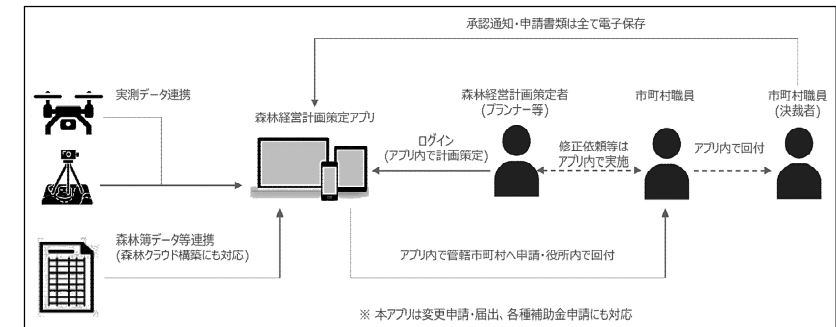 承認通知・申請書類は全て電子保存
実測データ連携
森林経営計画策定アプリ
森林経営計画策定者
(プランナー等)
市町村職員
市町村職員
(決裁者)
ログイン
(アプリ内で計画策定)
修正依頼等は
アプリ内で実施
アプリ内で回付
森林簿データ等連携
(森林クラウド構築にも対応)
アプリ内で管轄市町村へ申請・役所内で回付
※ 本アプリは変更申請・届出、各種補助金申請にも対応